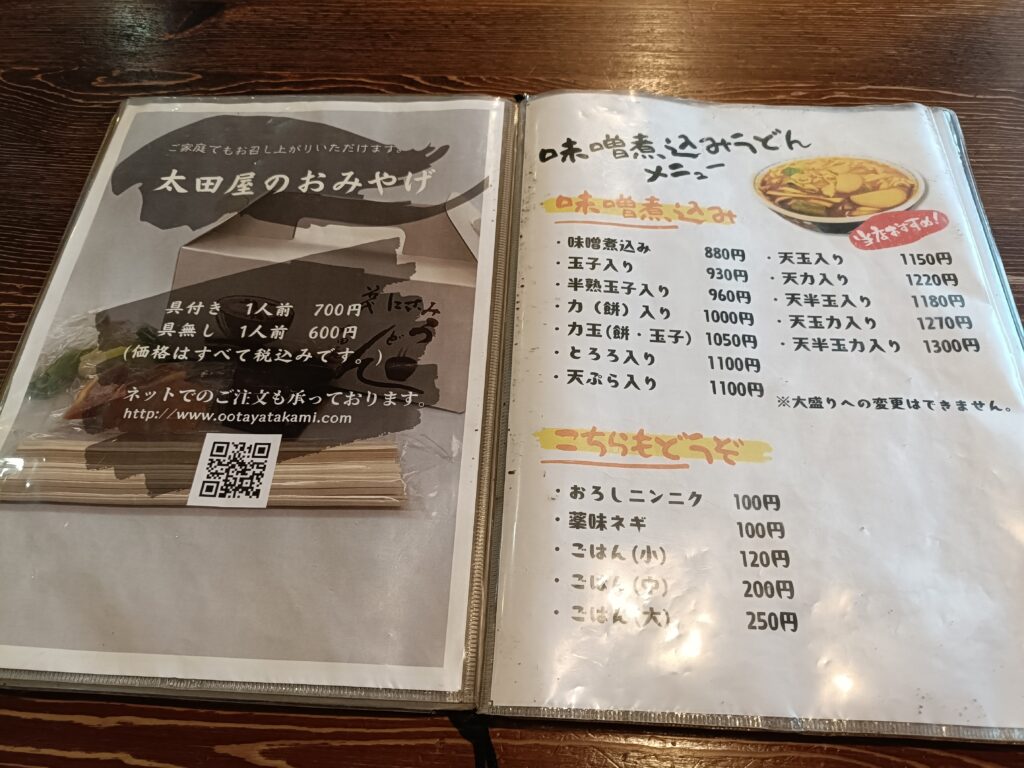 ご家庭でもお召し上がりいただけます。
太田屋のおみやげ
具付き 1人前 700円
具無し 1人前 600円
(価格はすべて税込みです。)
ネットでのご注文も承っております。
http://www.ootayatakami.com
味噌煮込みうどん
メニュー
当店おすすめ!
味噌煮込み
・味噌煮込み 880円
・玉子入り 930円
・半熟玉子入り 960円
・力(餅)入り 1000円
・力玉(餅・玉子) 1050円
・とろろ入り 1100円
・天ぷら入り 1100円
・天玉入り 1150円
・天力入り 1220円
・天半玉入り 1180円
・天玉力入り 1270円
・天半玉力入り 1300円
※大盛りへの変更はできません。
こちらもどうぞ
・おろしニンニク 100円
・薬味ネギ 100円
・ごはん(小) 120円
・ごはん(中) 200円
・ごはん(大) 250円